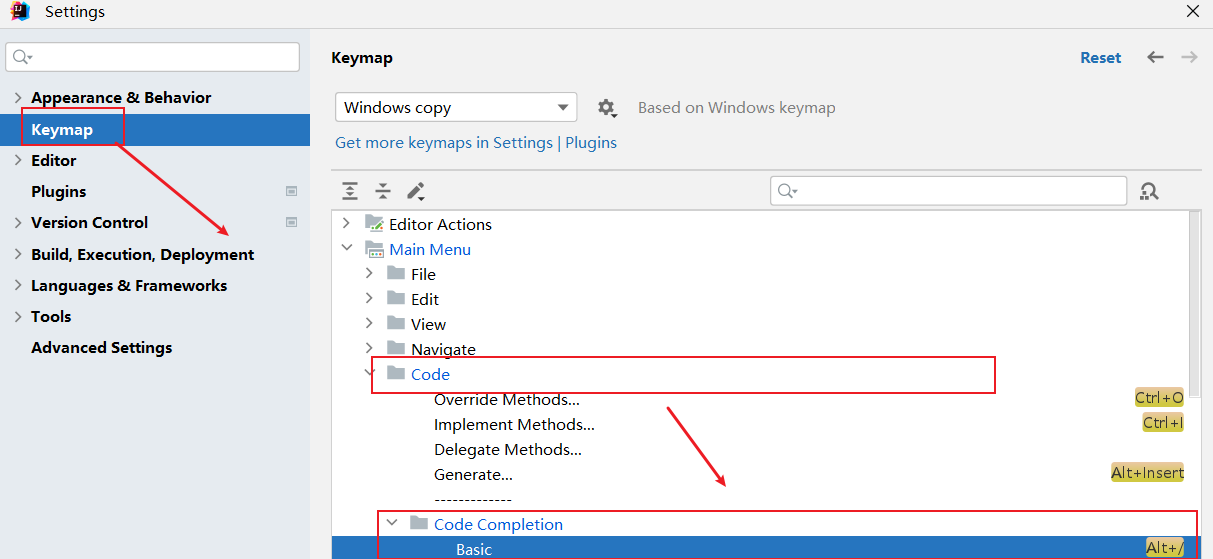 Settings
Appearance & Behavior
Keymap
Editor
Plugins
Version Control
Build, Execution, Deployment
Languages & Frameworks
Tools
Advanced Settings
Keymap
Reset
Windows copy
Based on Windows keymap
Get more keymaps in Settings | Plugins
Editor Actions
Main Menu
File
Edit
View
Navigate
Code
Override Methods... Ctrl+O
Implement Methods... Ctrl+I
Delegate Methods...
Generate... Alt+Insert
-------------
Code Completion
Basic Alt+/